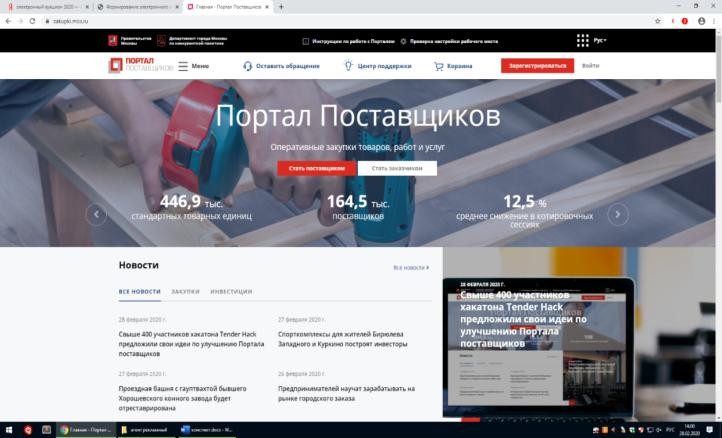 электронный аукцион 2020 — 
Формирование электронного а
Главная - Портал Поставщиков
zakupki.mos.ru
Правительство Москвы
Департамент города Москвы по конкурентной политике
Инструкции по работе с Порталом
Проверка настройки рабочего места
Рус
ПОРТАЛ ПОСТАВЩИКОВ
Меню
Оставить обращение
Центр поддержки
Корзина
Зарегистрироваться
Войти
Портал Поставщиков
Оперативные закупки товаров, работ и услуг
Стать поставщиком
Стать заказчиком
446,9 тыс.
стандартных товарных единиц
164,5 тыс.
поставщиков
12,5 %
среднее снижение в котировочных
сессиях
Новости
Все новости
ВСЕ НОВОСТИ
ЗАКУПКИ
ИНВЕСТИЦИИ
28 февраля 2020 г.
Свыше 400 участников хакатона Tender Hack
предложили свои идеи по улучшению Портала
поставщиков
27 февраля 2020 г.
Спорткомплексы для жителей Бирюлева
Западного и Куркино построят инвесторы
27 февраля 2020 г.
Проездная башня с гауптвахтой бывшего
Хорошевского конного завода будет
отреставрирована
26 февраля 2020 г.
Предпринимателей научат зарабатывать на
рынке городского заказа
28 ФЕВРАЛЯ 2020 Г.
Свыше 400 участников
хакатона Tender Hack
предложили свои идеи по
улучшению Портала
поставщиков
Главная - Портал ...
агент рекламный
конспект.docx - W...
РУС
14:00
28.02.2020